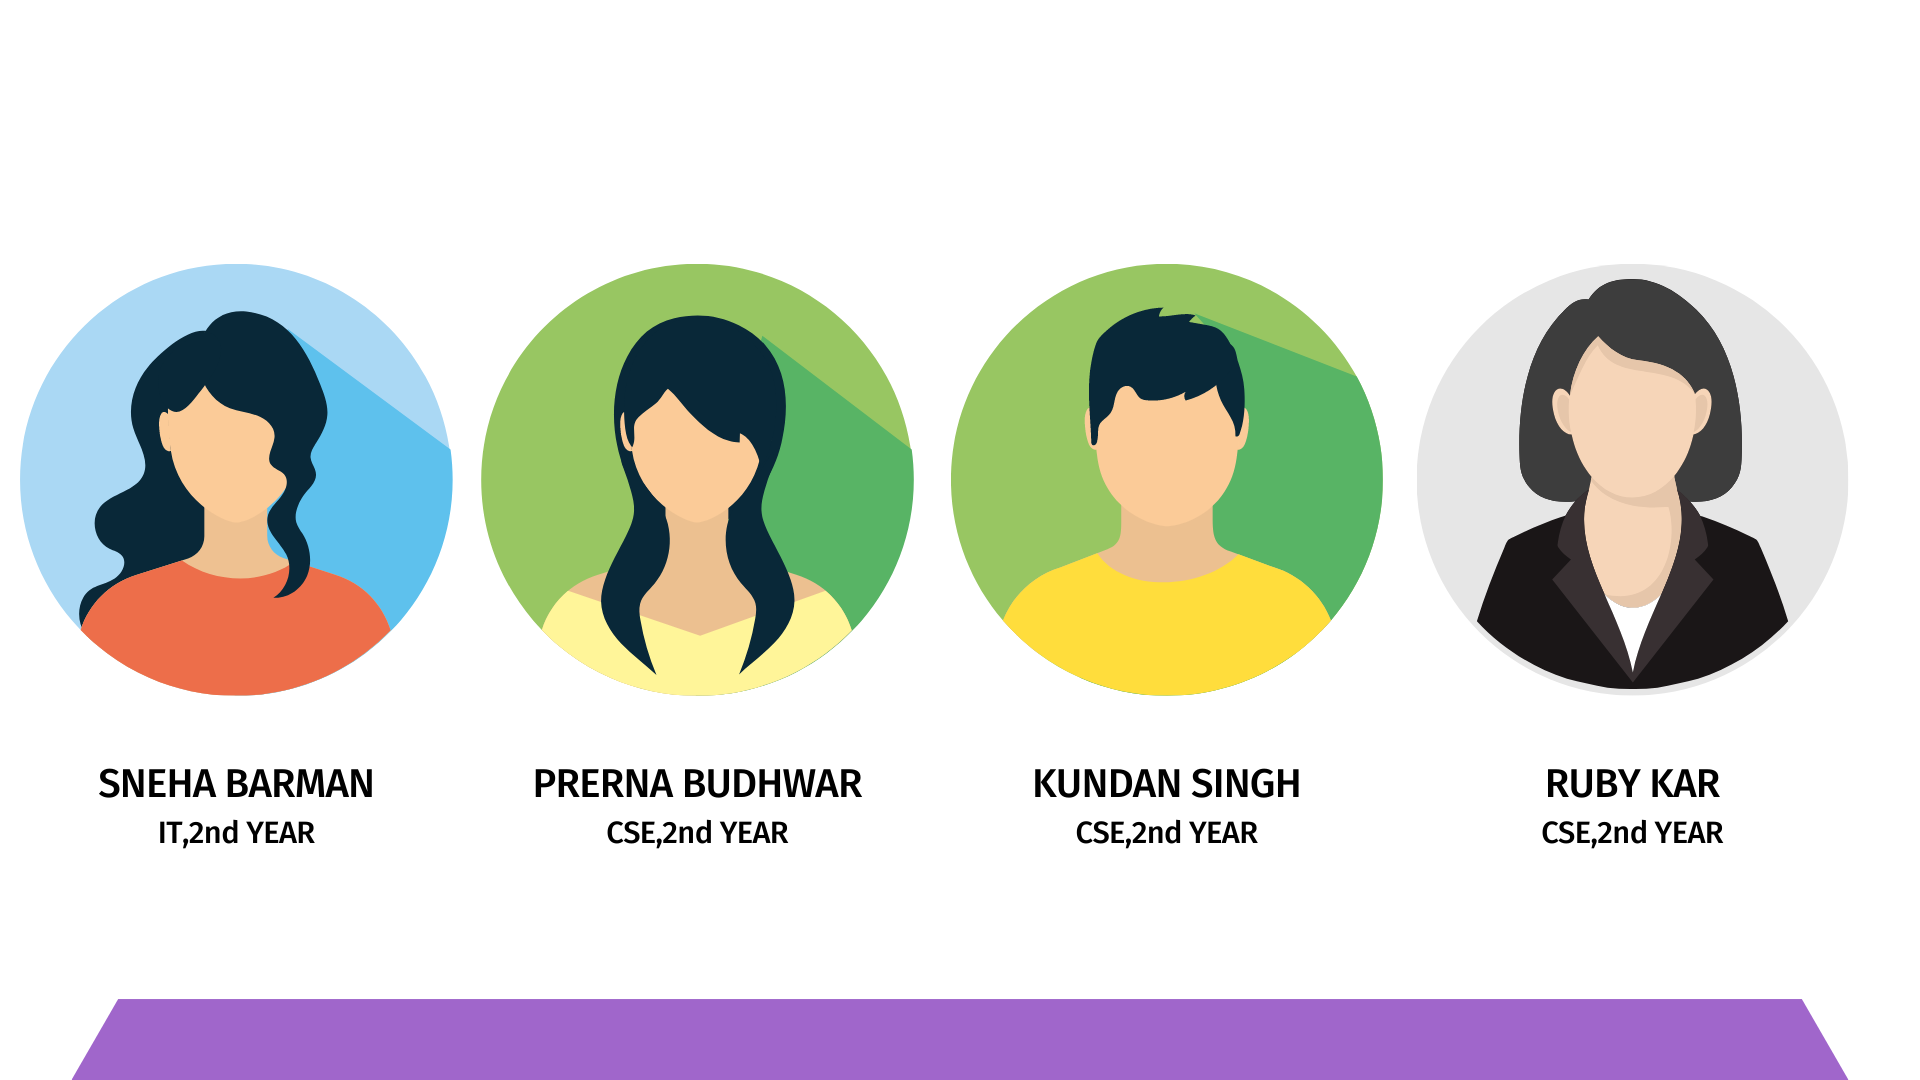 SNEHA BARMAN
IT,2nd YEAR
PRERNA BUDHWAR
CSE,2nd YEAR
KUNDAN SINGH
CSE,2nd YEAR
RUBY KAR
CSE,2nd YEAR